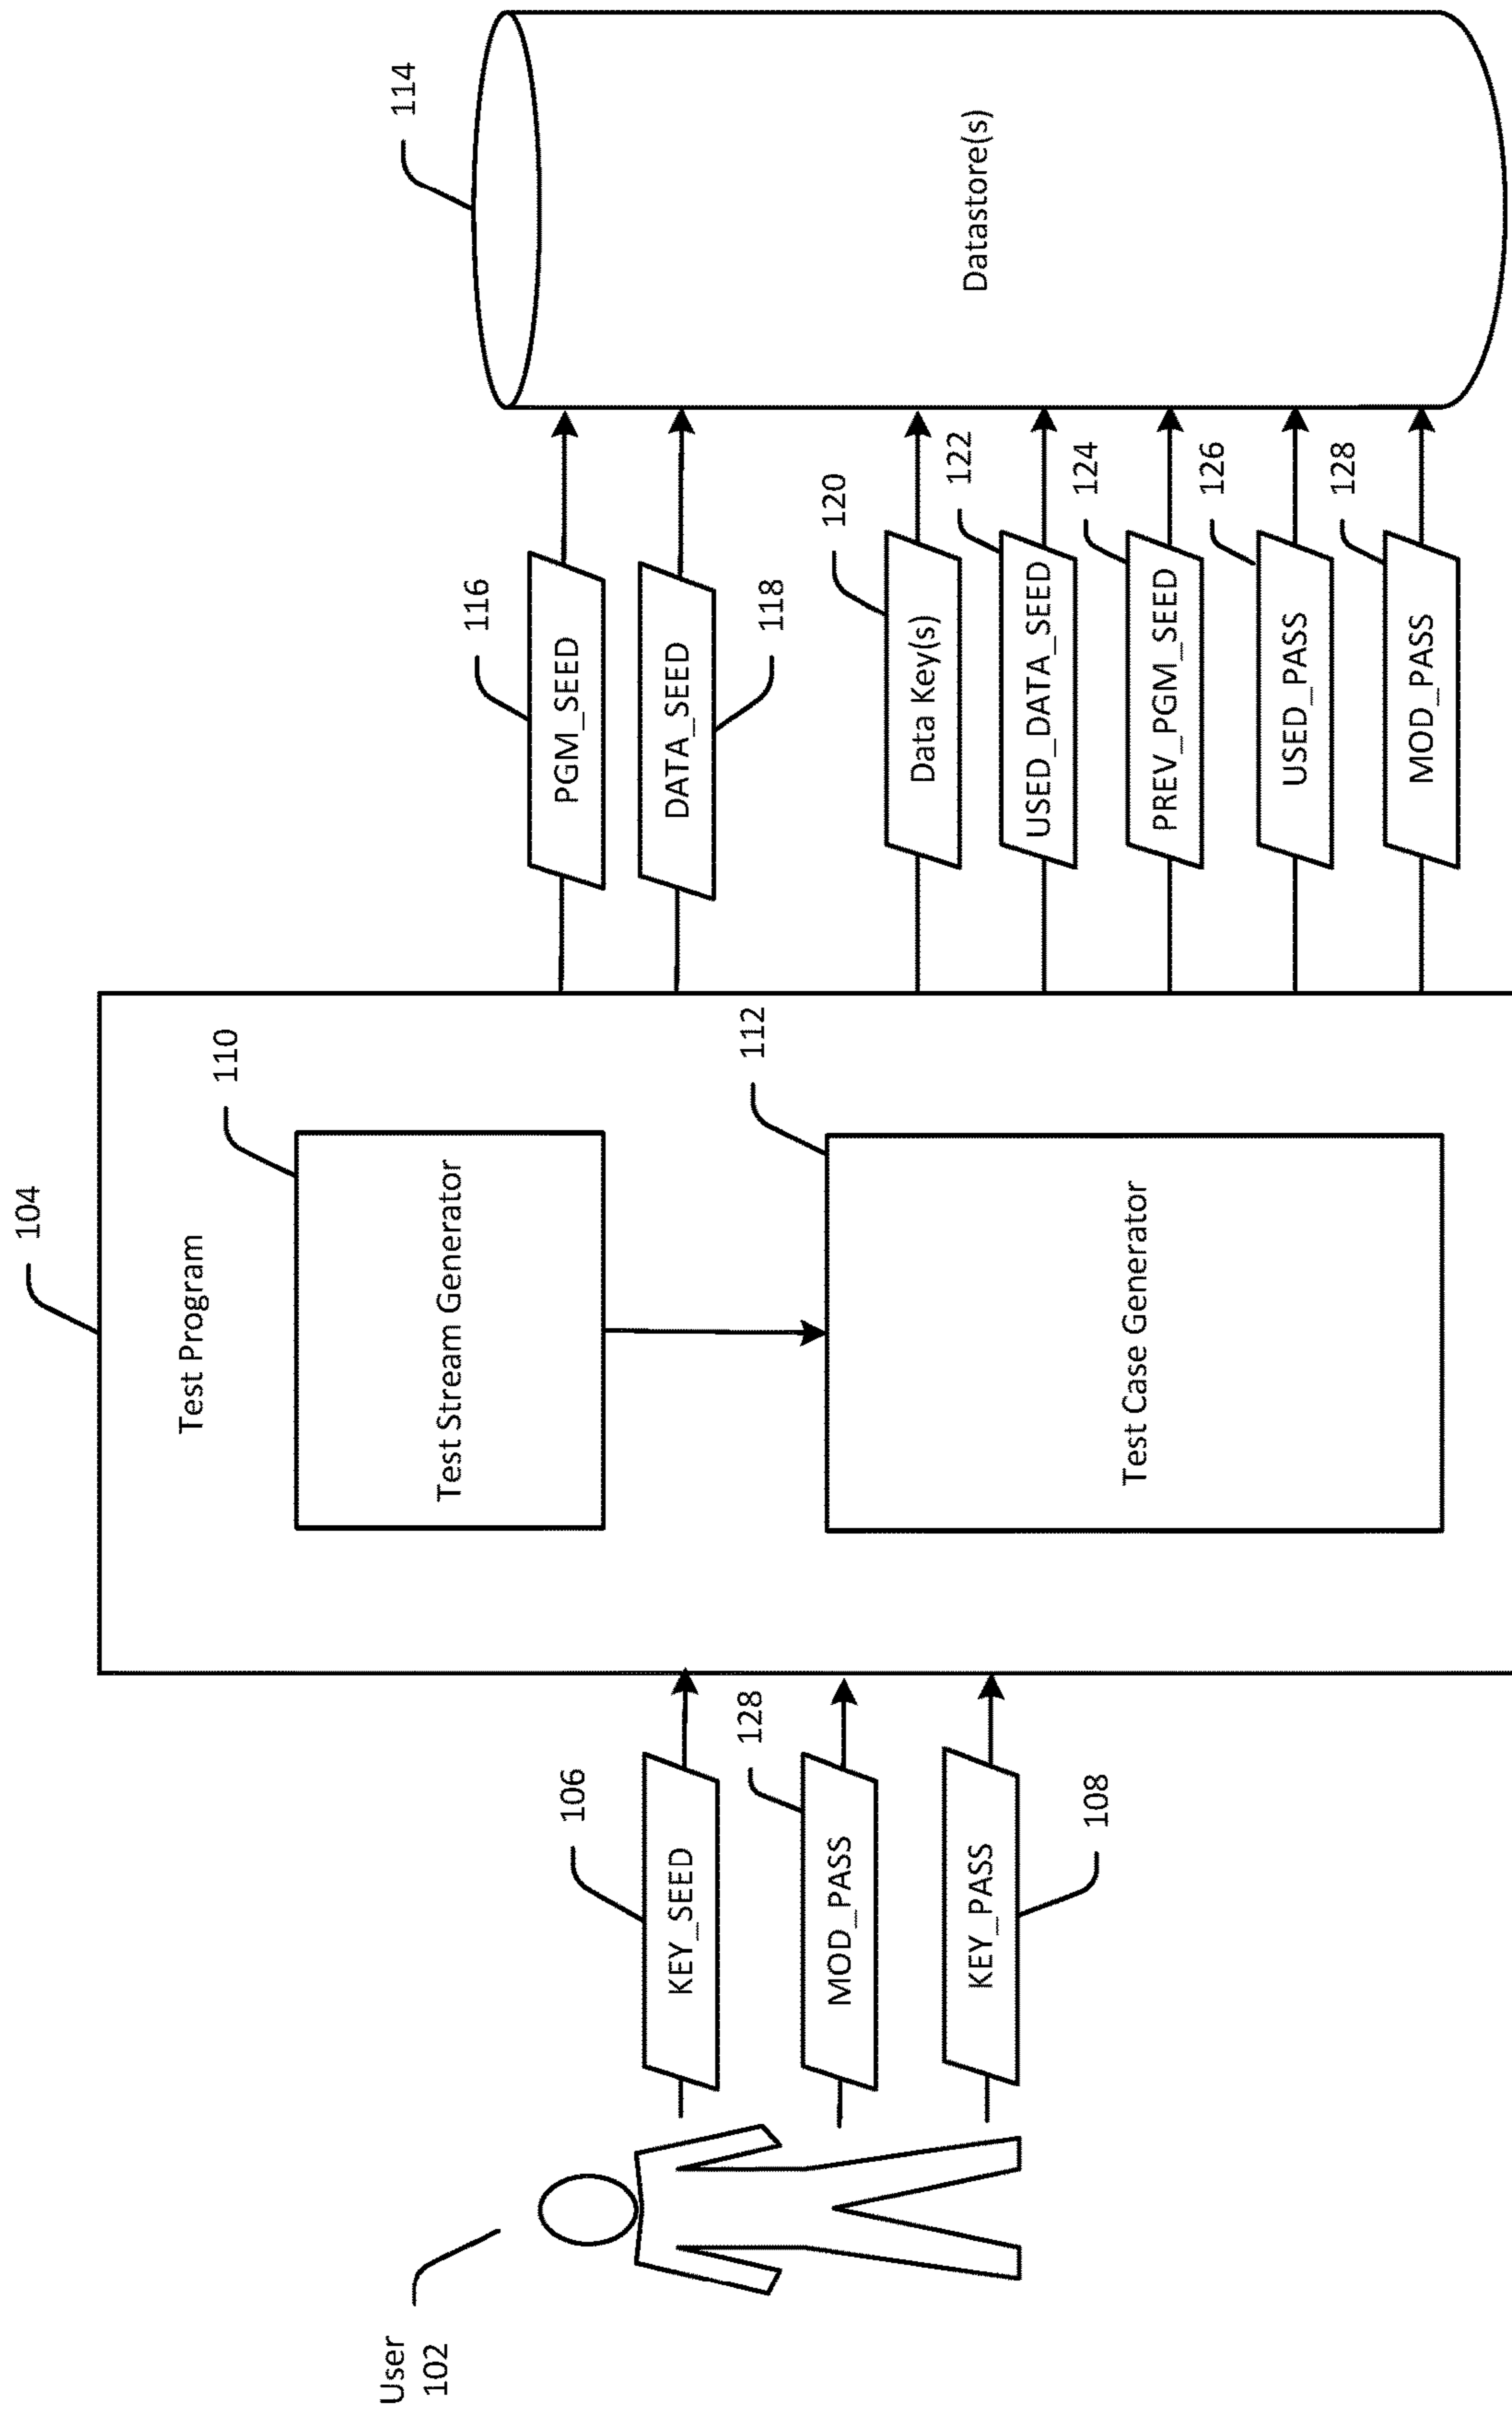 User
102
KEY_SEED
106
MOD_PASS
128
KEY_PASS
108
104
Test Program
110
Test Stream Generator
112
Test Case Generator
116
PGM_SEED
DATA_SEED
118
120
Data Key(s)
122
USED_DATA_SEED
124
PREV_PGM_SEED
126
USED_PASS
128
MOD_PASS
114
Datastore(s)